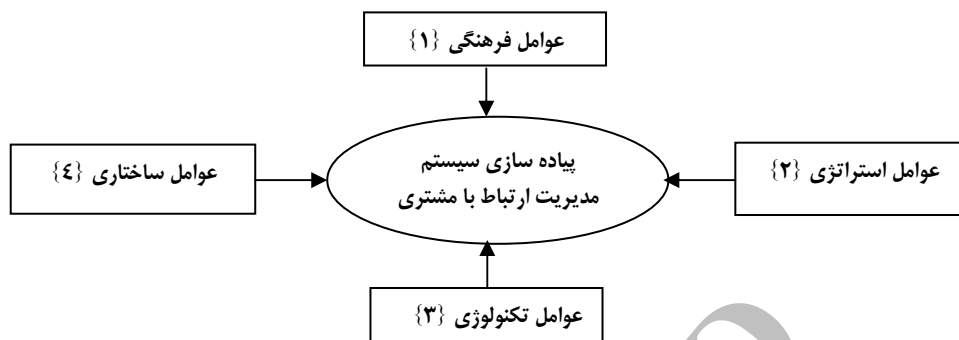 عوامل فرهنگی {۱}
پیاده سازی سیستم
مدیریت ارتباط با مشتری
عوامل استراتژی {۲}
عوامل ساختاری {٤}
عوامل تکنولوژی {۳}